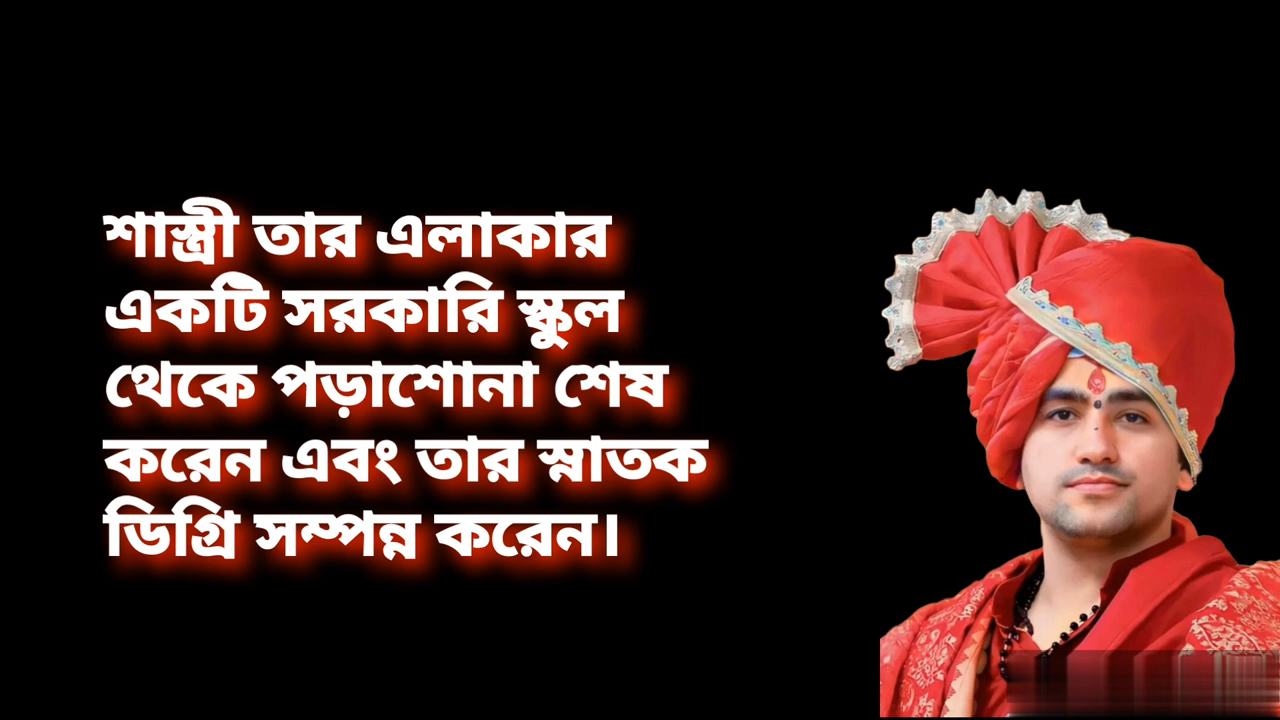 শাস্ত্রী তার এলাকার
একটি সরকারি স্কুল
থেকে পড়াশোনা শেষ
করেন এবং তার স্নাতক
ডিগ্রি সম্পন্ন করেন।